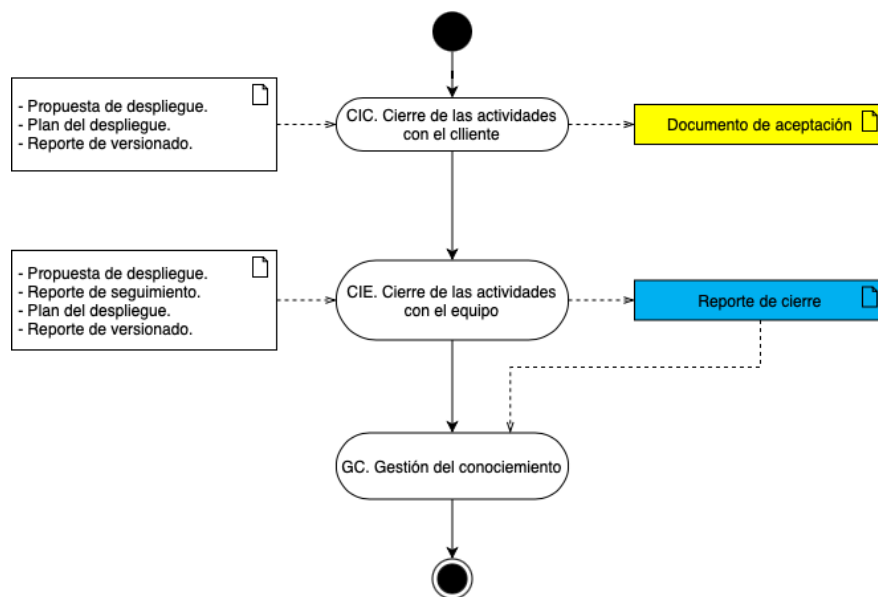 - Propuesta de despliegue.
- Plan del despliegue.
- Reporte de versionado.
CIC. Cierre de las actividades
con el clliente
Documento de aceptación
- Propuesta de despliegue.
- Reporte de seguimiento.
- Plan del despliegue.
- Reporte de versionado.
CIE. Cierre de las actividades
con el equipo
Reporte de cierre
GC. Gestión del conociemiento